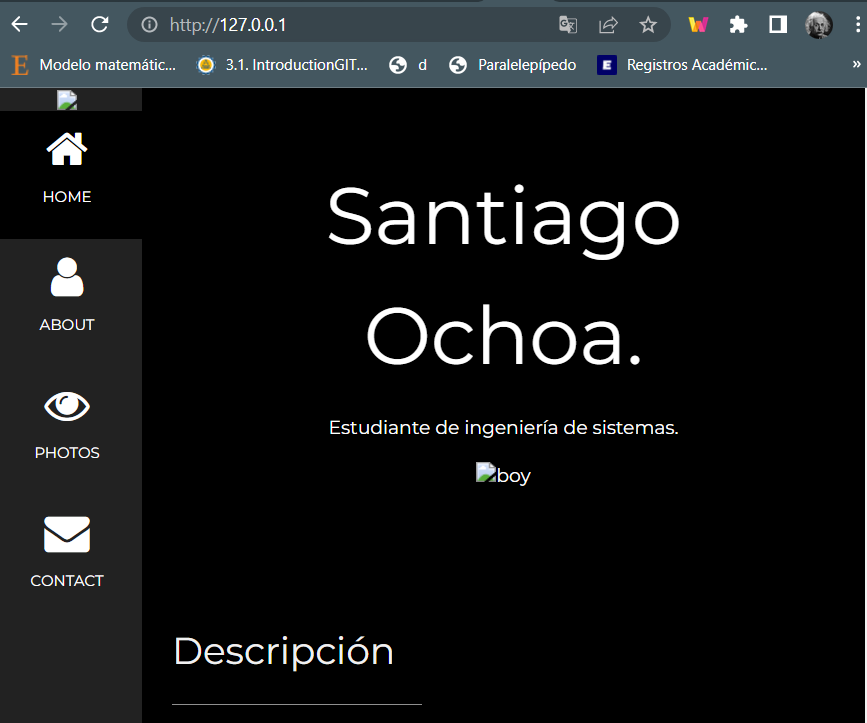 http://127.0.0.1
Modelo matemátic... 3.1. IntroductionGIT... d Paralelepípedo E Registros Académic... »
HOME
ABOUT
PHOTOS
CONTACT
Santiago
Ochoa.
Estudiante de ingeniería de sistemas.
boy
Descripción